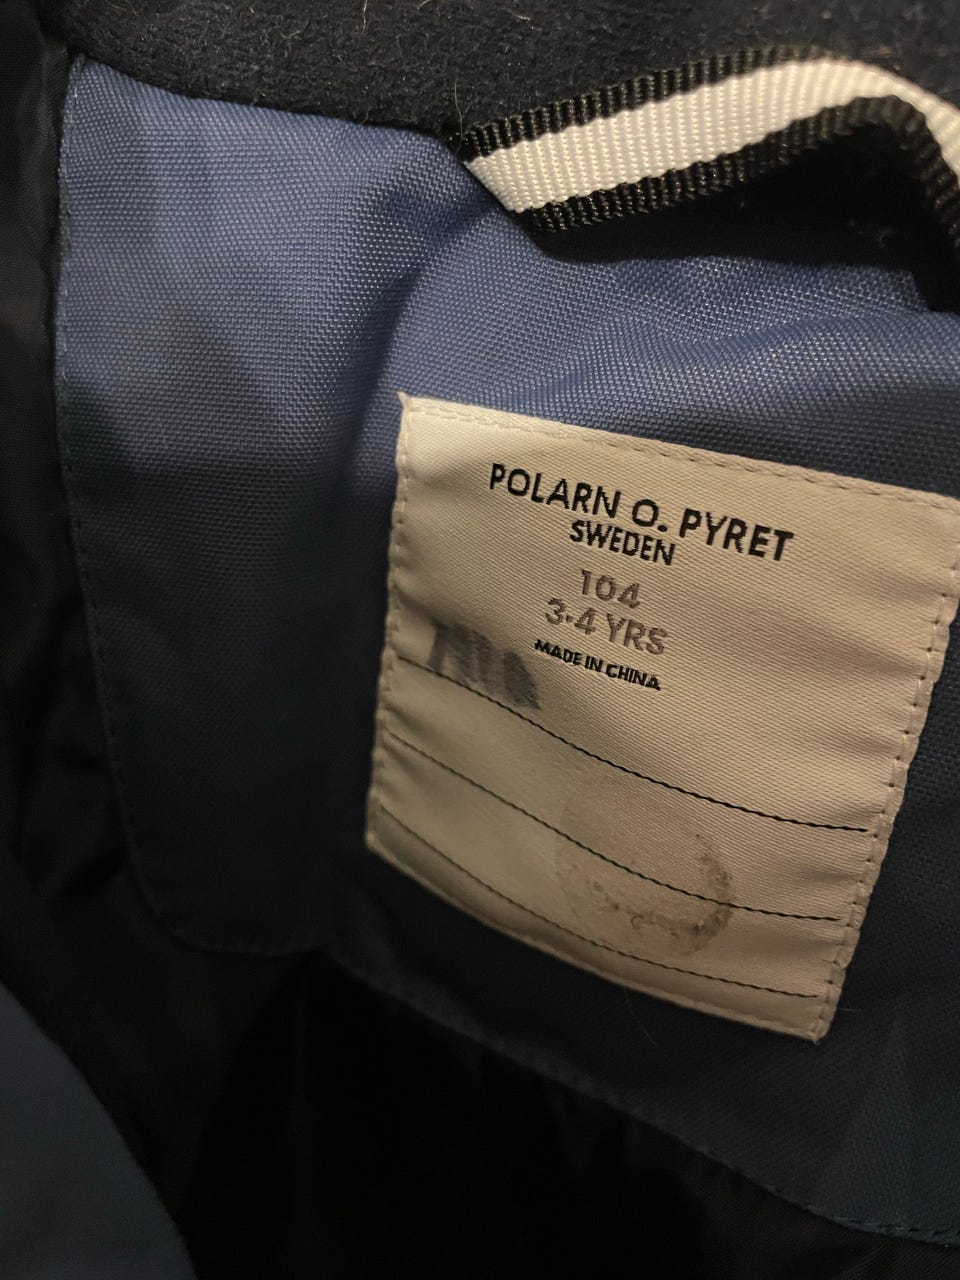 POLARN O. PYRET
SWEDEN
104
3-4 YRS
MADE IN CHINA